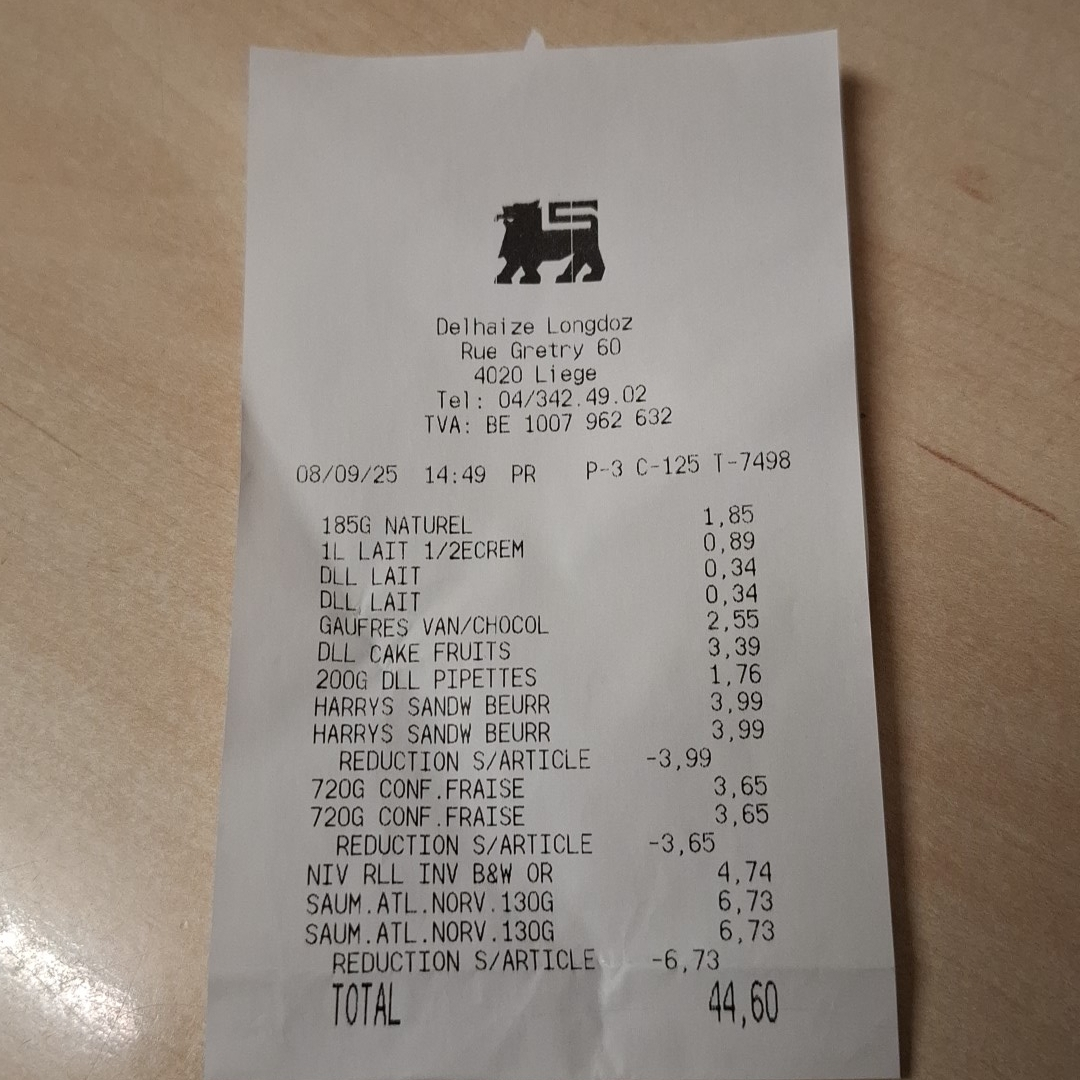 Delhaize Longdoz
Rue Gretry 60
4020 Liege
Tel: 04/342.49.02
TVA: BE 1007 962 632
08/09/25 14:49 PR P-3 C-125 T-7498
185G NATUREL 1,85
1L LAIT 1/2ECREM 0,89
DLL LAIT 0,34
DLL LAIT 0,34
GAUFRES VAN/CHOCOL 2,55
DLL CAKE FRUITS 3,39
200G DLL PIPETTES 1,76
HARRYS SANDW BEURR 3,99
HARRYS SANDW BEURR 3,99
REDUCTION S/ARTICLE -3,99
720G CONF.FRAISE 3,65
720G CONF.FRAISE 3,65
REDUCTION S/ARTICLE -3,65
NIV RLL INV B&W OR 4,74
SAUM.ATL.NORV.130G 6,73
SAUM.ATL.NORV.130G 6,73
REDUCTION S/ARTICLE -6,73
TOTAL 44,60